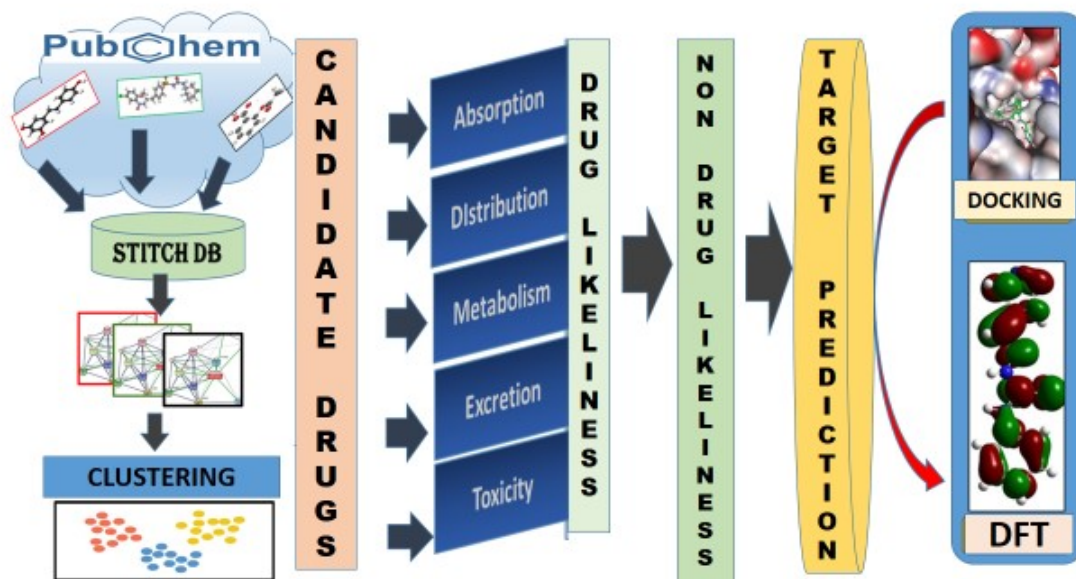 PubChem
STITCH DB
CLUSTERING
CANDIDATE DRUGS
Absorption
DIstribution
Metabolism
Excretion
Toxicity
DRUG LIKELINESS
NON DRUG LIKELINESS
TARGET PREDICTION
DOCKING
DFT